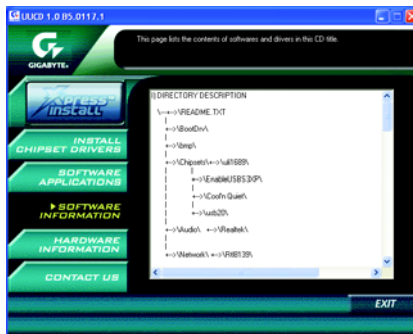 UUCD 1.0 B5.0117.1
GIGABYTE
This page lists the contents of softwares and drivers in this CD title.
Xpress
INSTALL
INSTALL
CHIPSET DRIVERS
SOFTWARE
APPLICATIONS
SOFTWARE
INFORMATION
HARDWARE
INFORMATION
CONTACT US
I) DIRECTORY DESCRIPTION
\--+-->\README.TXT
+-->\BootDrv\
+-->\bmp\
+-->\Chipsets\+-->\uli1689\
+-->\EnableUSBS3XP\
+-->\Cool'n Quiet\
+-->\usb20\
+-->\Audio\ +-->\Realtek\
+-->\Network\ +-->\Rtl8139\
EXIT